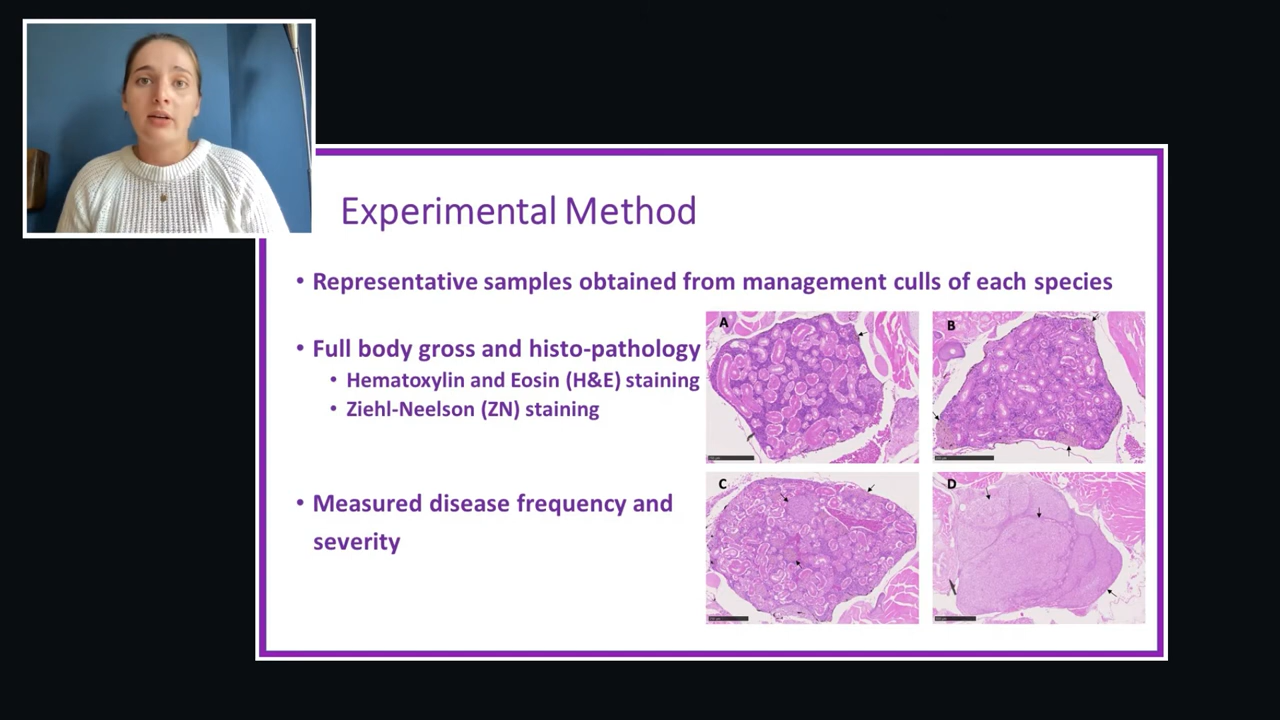 Experimental Method
• Representative samples obtained from management culls of each species
• Full body gross and histo-pathology
• Hematoxylin and Eosin (H&E) staining
• Ziehl-Neelson (ZN) staining
• Measured disease frequency and
severity
A
B
C
D